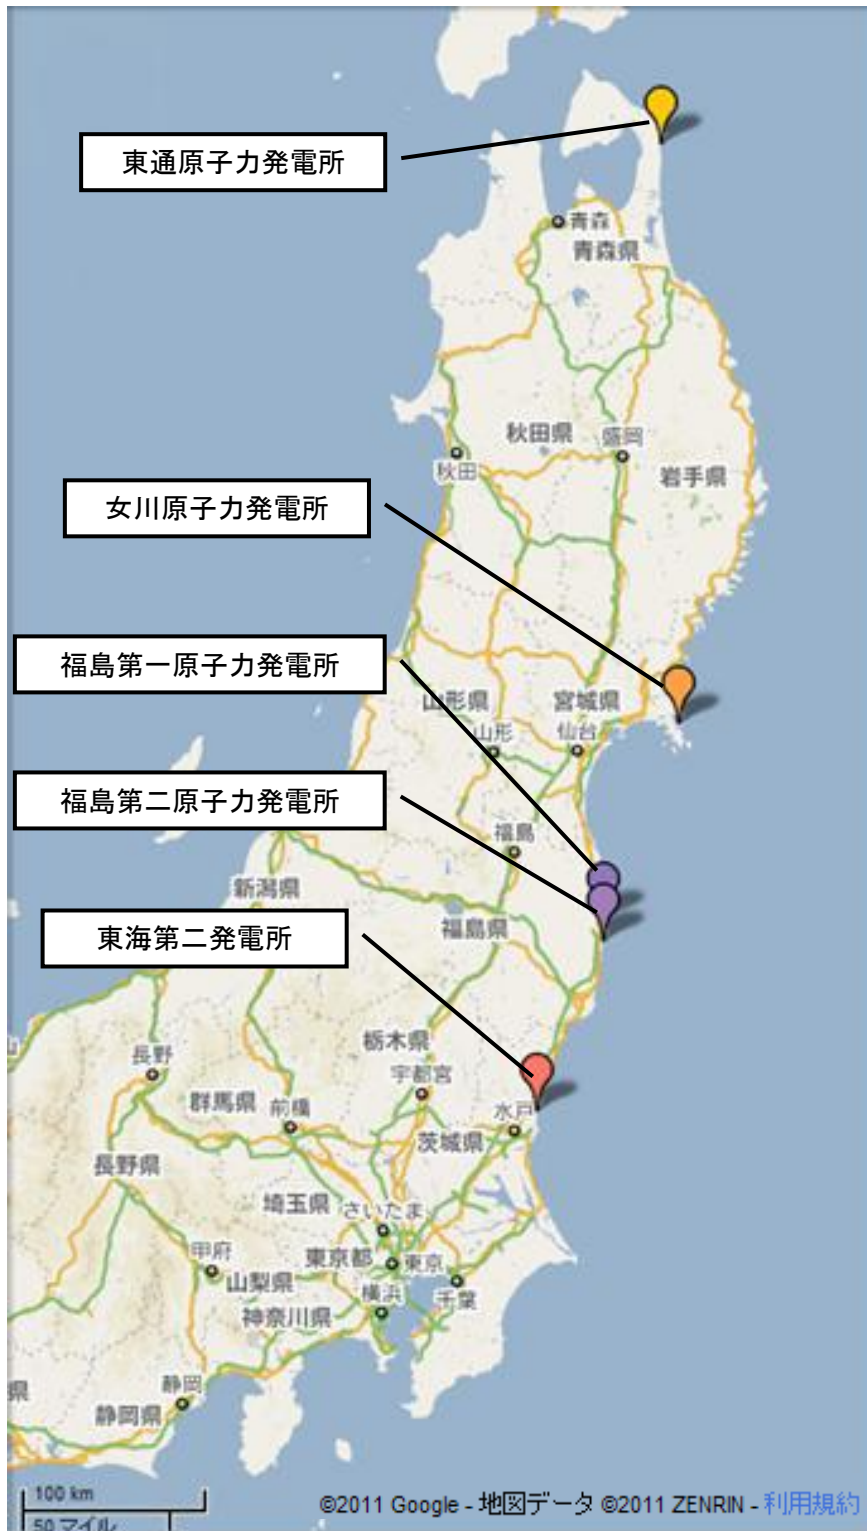 東通原子力発電所
青森
青森県
秋田県
盛岡
秋田
岩手県
女川原子力発電所
福島第一原子力発電所
山形県
宮城県
山形
仙台
福島第二原子力発電所
福島
新潟県
福島県
東海第二発電所
栃木県
長野
宇都宮
群馬県
前橋
水戸
茨城県
長野県
埼玉県
さいたま
甲府
東京都
東京
山梨県
横浜
千葉
神奈川県
静岡
県
静岡県
100 km
©2011 Google - 地図データ ©2011 ZENRIN - 利用規約
50 マイル